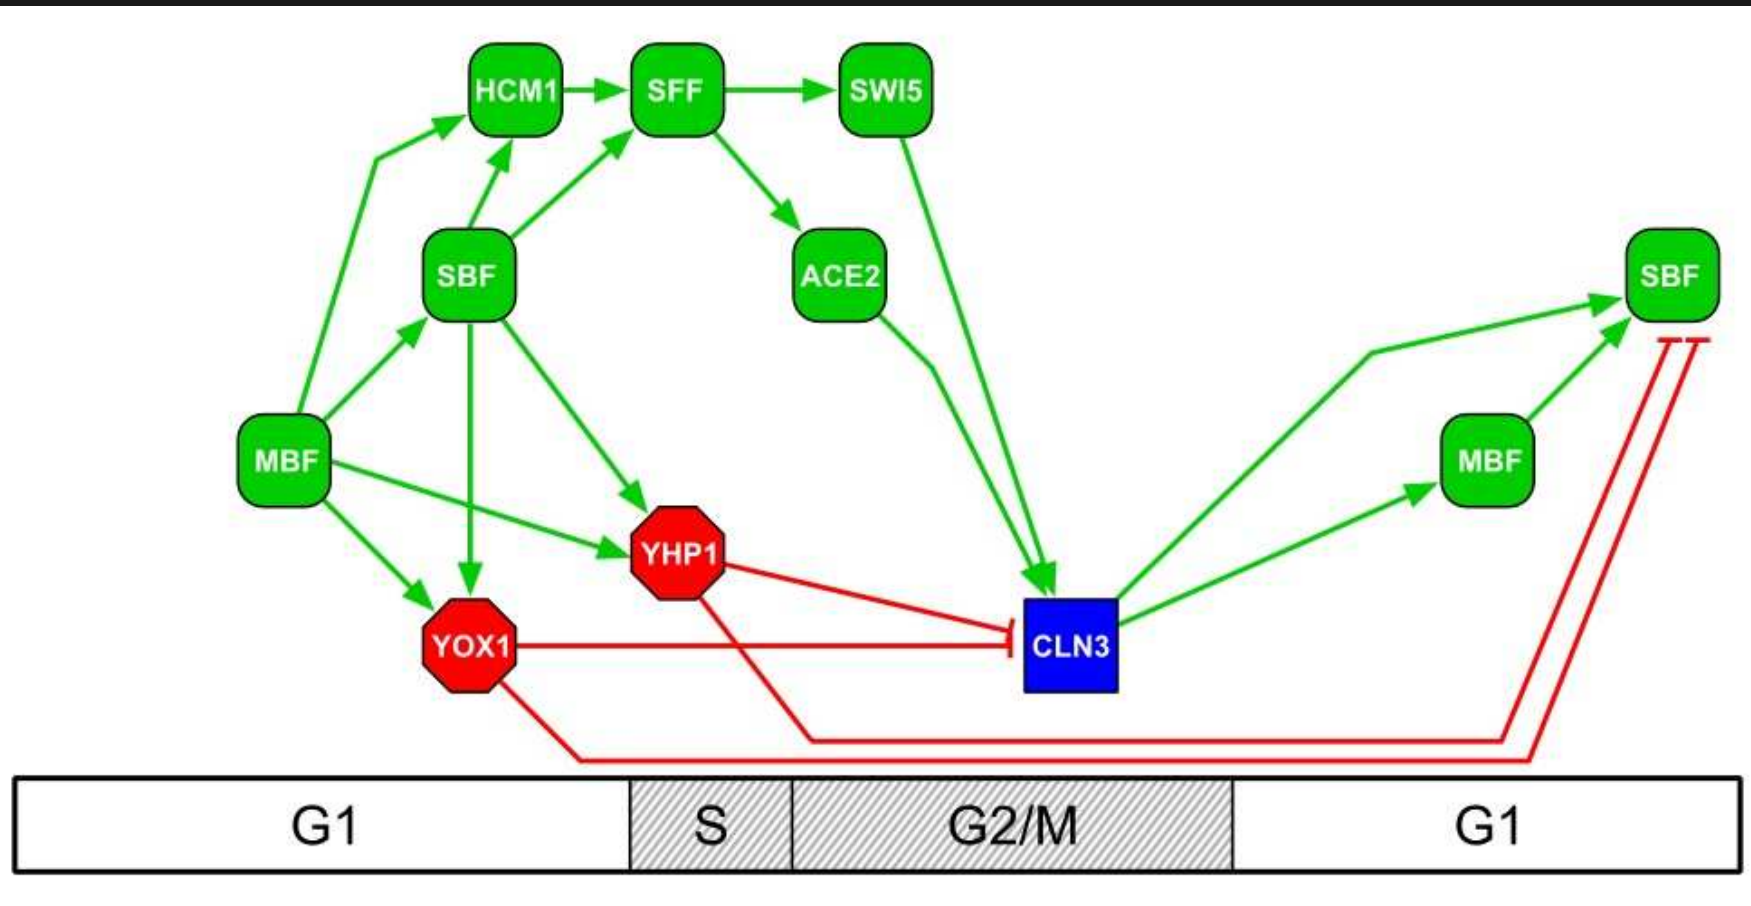 HCM1
SFF
SWI5
SBF
ACE2
SBF
MBF
MBF
YHP1
YOX1
CLN3
G1
S
G2/M
G1